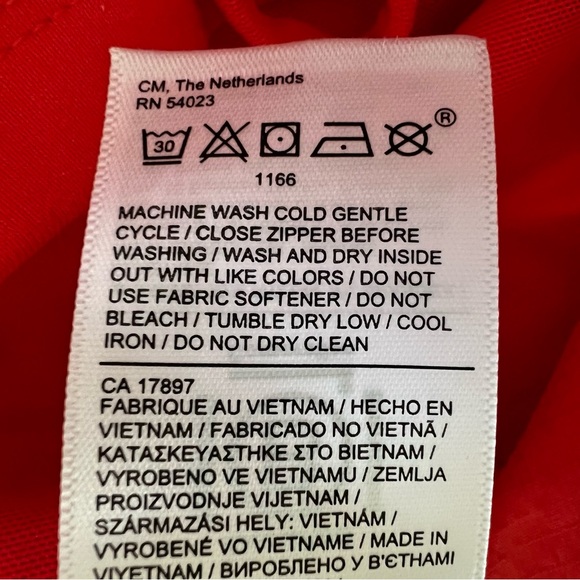 CM, The Netherlands
RN 54023
30
®
1166
MACHINE WASH COLD GENTLE
CYCLE / CLOSE ZIPPER BEFORE
WASHING / WASH AND DRY INSIDE
OUT WITH LIKE COLORS / DO NOT
USE FABRIC SOFTENER / DO NOT
BLEACH / TUMBLE DRY LOW / COOL
IRON / DO NOT DRY CLEAN
CA 17897
FABRIQUE AU VIETNAM / HECHO EN
VIETNAM / FABRICADO NO VIETNÃ /
ΚΑΤΑΣΚΕΥΑΣΤΗΚΕ ΣΤΟ ΒΙΕΤΝΑΜ /
VYROBENO VE VIETNAMU / ZEMLJA
PROIZVODNJE VIJETNAM /
SZÁRMAZÁSI HELY: VIETNÁM /
VYROBENÉ VO VIETNAME / MADE IN
VIYETNAM / ВИРОБЛЕНО У В'ЄТНАМІ